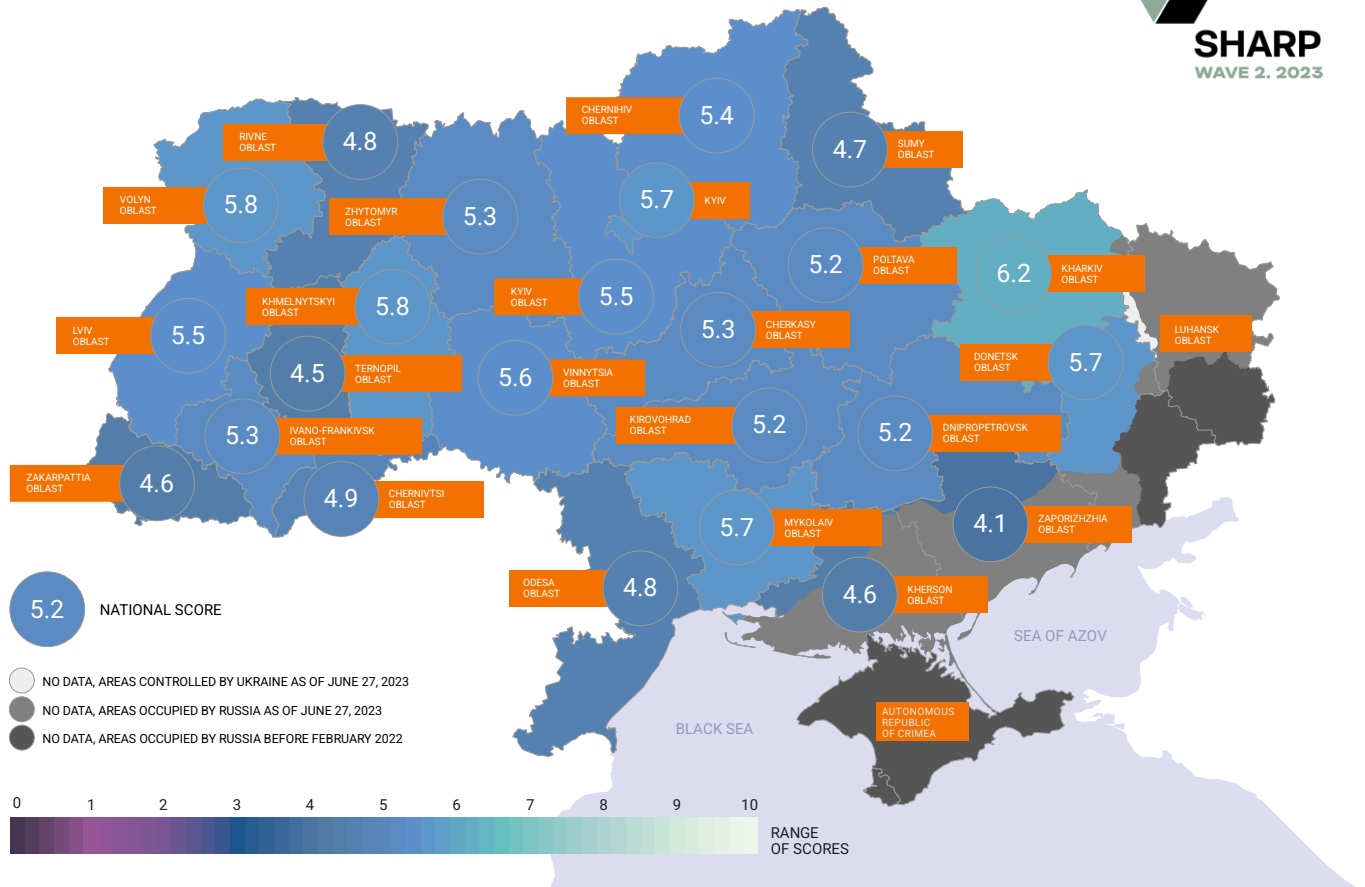 SHARP
WAVE 2. 2023
CHERNIHIV
OBLAST
5.4
RIVNE
OBLAST
4.8
4.7
SUMY
OBLAST
VOLYN
OBLAST
5.8
ZHYTOMYR
OBLAST
5.3
5.7
KYIV
5.2
POLTAVA
OBLAST
6.2
KHARKIV
OBLAST
KHMELNYTSKYI
OBLAST
5.8
KYIV
OBLAST
5.5
LVIV
OBLAST
5.5
5.3
CHERKASY
OBLAST
LUHANSK
OBLAST
DONETSK
OBLAST
5.7
4.5
TERNOPIL
OBLAST
5.6
VINNYTSIA
OBLAST
5.3
IVANO-FRANKIVSK
OBLAST
KIROVOHRAD
OBLAST
5.2
5.2
DNIPROPETROVSK
OBLAST
ZAKARPATTIA
OBLAST
4.6
4.9
CHERNIVTSI
OBLAST
5.7
MYKOLAIV
OBLAST
4.1
ZAPORIZHZHIA
OBLAST
ODESA
OBLAST
4.8
4.6
KHERSON
OBLAST
5.2
NATIONAL SCORE
SEA OF AZOV
NO DATA, AREAS CONTROLLED BY UKRAINE AS OF JUNE 27, 2023
NO DATA, AREAS OCCUPIED BY RUSSIA AS OF JUNE 27, 2023
NO DATA, AREAS OCCUPIED BY RUSSIA BEFORE FEBRUARY 2022
AUTONOMOUS
REPUBLIC
OF CRIMEA
BLACK SEA
0 1 2 3 4 5 6 7 8 9 10
RANGE
OF SCORES